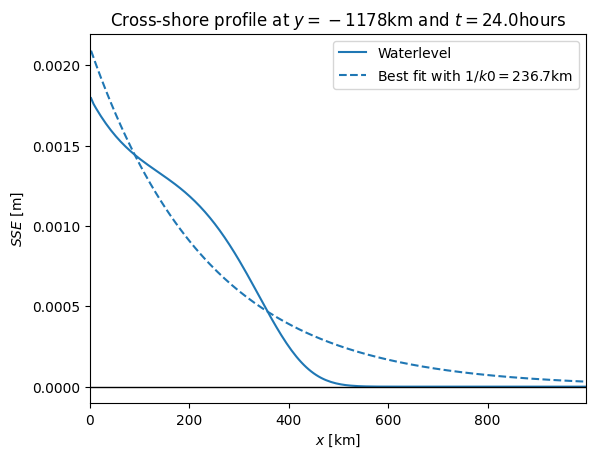 Cross-shore profile at y = −1178km and t = 24.0hours
Waterlevel
Best fit with 1/k0 = 236.7km
0.0020
0.0015
0.0010
0.0005
0.0000
SSE [m]
0 200 400 600 800
x [km]